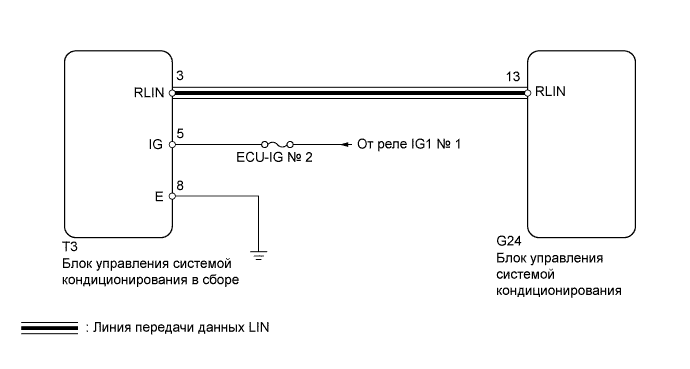 3
13
RLIN
RLIN
5
IG
От реле IG1 № 1
ECU-IG № 2
8
E
T3
Блок управления системой
кондиционирования в сборе
G24
Блок управления
системой
кондиционирования
: Линия передачи данных LIN